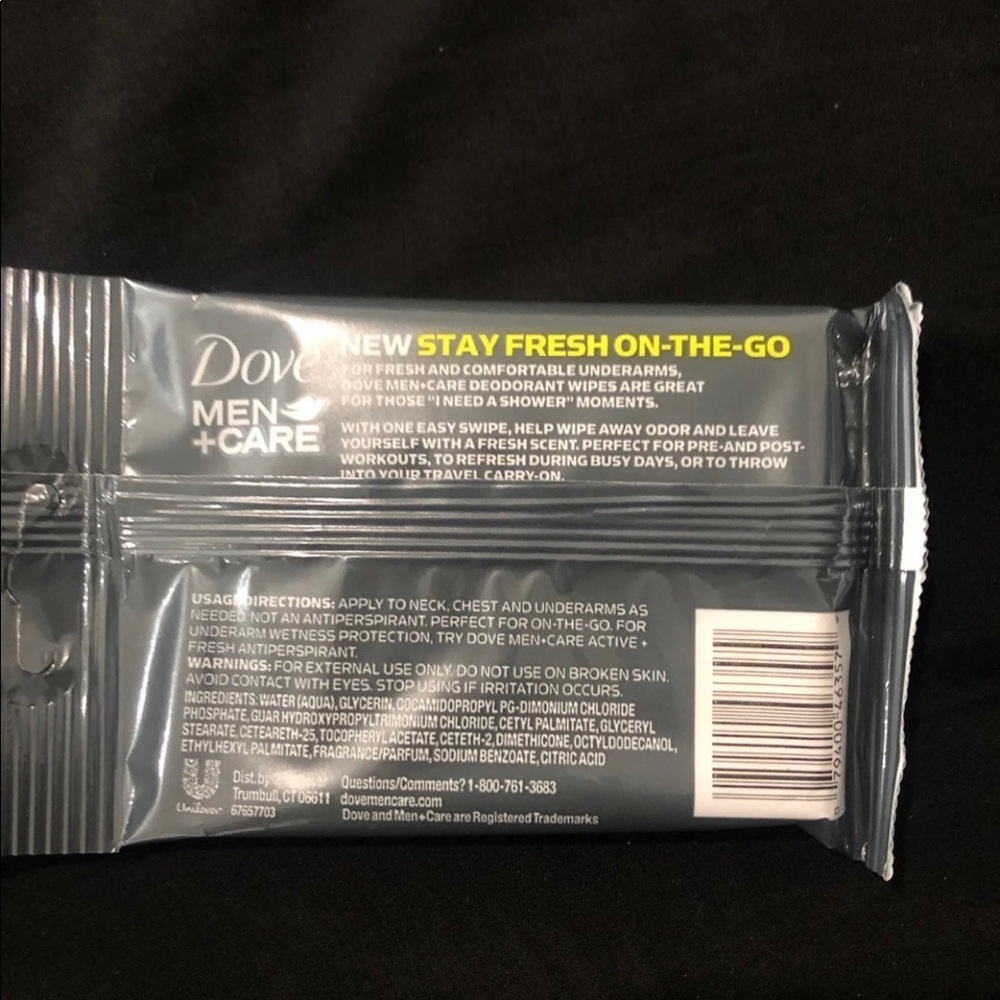 Dove
MEN
+CARE
NEW STAY FRESH ON-THE-GO
FOR FRESH AND COMFORTABLE UNDERARMS,
DOVE MEN+CARE DEODORANT WIPES ARE GREAT
FOR THOSE "I NEED A SHOWER" MOMENTS.
WITH ONE EASY SWIPE, HELP WIPE AWAY ODOR AND LEAVE
YOURSELF WITH A FRESH SCENT. PERFECT FOR PRE-AND POST-
WORKOUTS, TO REFRESH DURING BUSY DAYS, OR TO THROW
INTO YOUR TRAVEL CARRY-ON.
USAGE DIRECTIONS: APPLY TO NECK, CHEST AND UNDERARMS AS
NEEDED. NOT AN ANTIPERSPIRANT. PERFECT FOR ON-THE-GO. FOR
UNDERARM WETNESS PROTECTION, TRY DOVE MEN+CARE ACTIVE +
FRESH ANTIPERSPIRANT.
WARNINGS: FOR EXTERNAL USE ONLY. DO NOT USE ON BROKEN SKIN.
AVOID CONTACT WITH EYES. STOP USING IF IRRITATION OCCURS.
INGREDIENTS: WATER (AQUA), GLYCERIN, COCAMIDOPROPYL PG-DIMONIUM CHLORIDE
PHOSPHATE, GUAR HYDROXYPROPYLTRIMONIUM CHLORIDE, CETYL PALMITATE, GLYCERYL
STEARATE, CETEARETH-25, TOCOPHERYL ACETATE, CETETH-2, DIMETHICONE, OCTYLDODECANOL,
ETHYLHEXYL PALMITATE, FRAGRANCE/PARFUM, SODIUM BENZOATE, CITRIC ACID
Unilever
Dist. by
Trumbull, CT 06611
67657703
Questions/Comments? 1-800-761-3683
dovemencare.com
Dove and Men+Care are Registered Trademarks
0 79400 46357